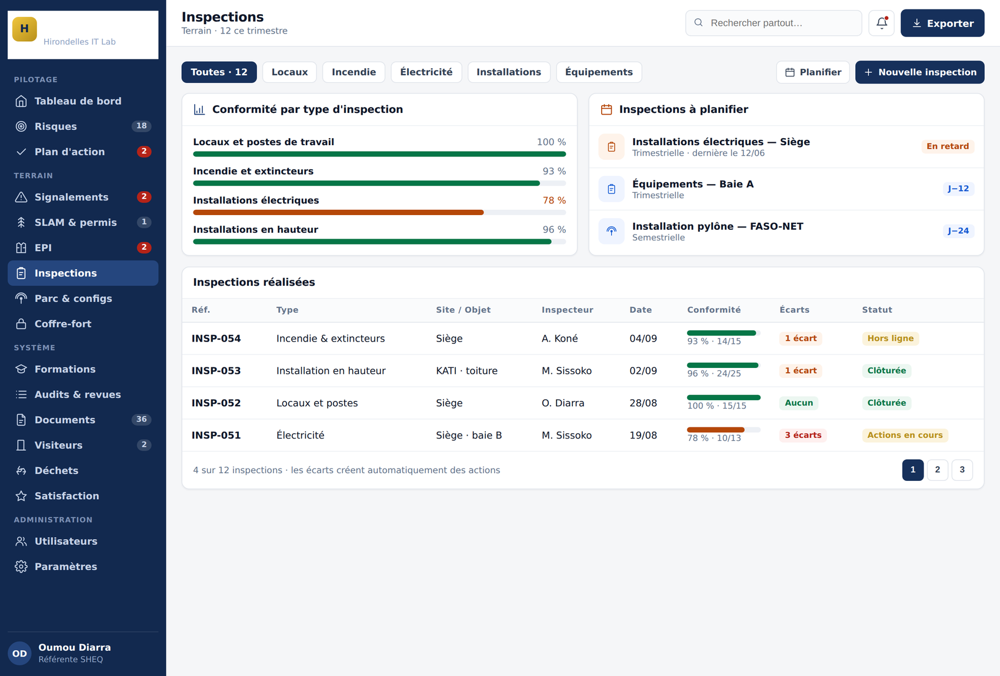 H
Hirondelles IT Lab
PILOTAGE
Tableau de bord
Risques 18
Plan d'action 2
TERRAIN
Signalements 2
SLAM & permis 1
EPI 2
Inspections
Parc & configs
Coffre-fort
SYSTÈME
Formations
Audits & revues
Documents 36
Visiteurs 2
Déchets
Satisfaction
ADMINISTRATION
Utilisateurs
Paramètres
OD
Oumou Diarra
Référente SHEQ
Inspections
Terrain · 12 ce trimestre
Rechercher partout…
Exporter
Toutes · 12 Locaux Incendie Électricité Installations Équipements
Planifier
Nouvelle inspection
Conformité par type d'inspection
Locaux et postes de travail 100 %
Incendie et extincteurs 93 %
Installations électriques 78 %
Installations en hauteur 96 %
Inspections à planifier
Installations électriques — Siège
Trimestrielle · dernière le 12/06
En retard
Équipements — Baie A
Trimestrielle
J−12
Installation pylône — FASO-NET
Semestrielle
J−24
Inspections réalisées
Réf. Type Site / Objet Inspecteur Date Conformité Écarts Statut
INSP-054 Incendie & extincteurs Siège A. Koné 04/09 93 % · 14/15 1 écart Hors ligne
INSP-053 Installation en hauteur KATI · toiture M. Sissoko 02/09 96 % · 24/25 1 écart Clôturée
INSP-052 Locaux et postes Siège O. Diarra 28/08 100 % · 15/15 Aucun Clôturée
INSP-051 Électricité Siège · baie B M. Sissoko 19/08 78 % · 10/13 3 écarts Actions en cours
4 sur 12 inspections · les écarts créent automatiquement des actions
1 2 3